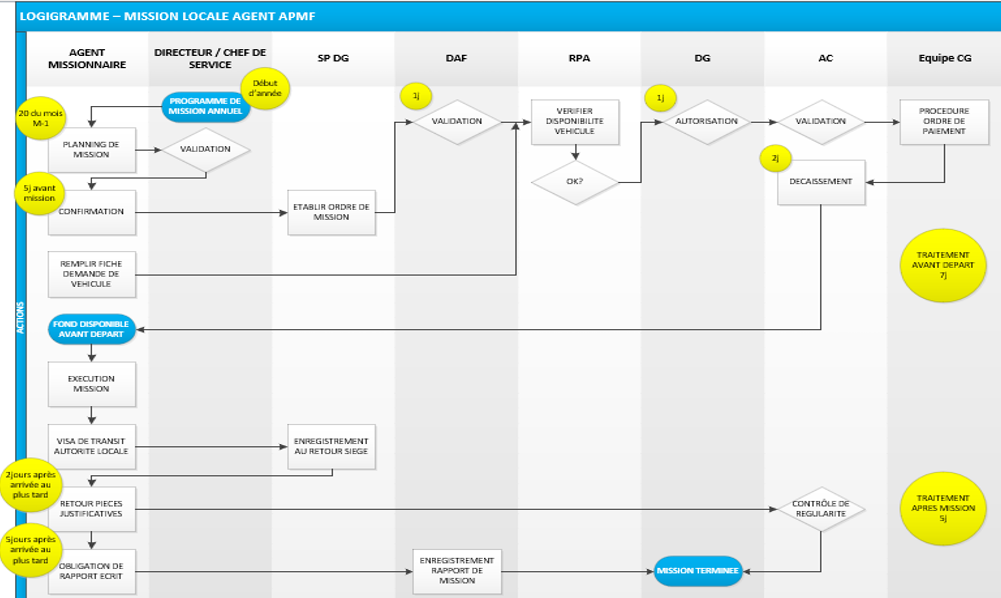 LOGIGRAMME – MISSION LOCALE AGENT APMF
AGENT
MISSIONNAIRE
DIRECTEUR / CHEF DE
SERVICE
SP DG
DAF
RPA
DG
AC
Equipe CG
Début
d'année
20 du mois
M-1
PROGRAMME DE
MISSION ANNUEL
1j
1j
PLANNING DE
MISSION
VALIDATION
VALIDATION
VERIFIER
DISPONIBILITE
VEHICULE
AUTORISATION
VALIDATION
PROCEDURE
ORDRE DE
PAIEMENT
5j avant
mission
CONFIRMATION
ETABLIR ORDRE DE
MISSION
OK?
2j
DECAISSEMENT
REMPLIR FICHE
DEMANDE DE
VEHICULE
TRAITEMENT
AVANT DEPART
7j
ACTIONS
FOND DISPONIBLE
AVANT DEPART
EXECUTION
MISSION
VISA DE TRANSIT
AUTORITE LOCALE
ENREGISTREMENT
AU RETOUR SIEGE
2jours après
arrivée au
plus tard
RETOUR PIECES
JUSTIFICATIVES
CONTRÔLE DE
REGULARITE
TRAITEMENT
APRES MISSION
5j
5jours après
arrivée au
plus tard
OBLIGATION DE
RAPPORT ECRIT
ENREGISTREMENT
RAPPORT DE
MISSION
MISSION TERMINEE